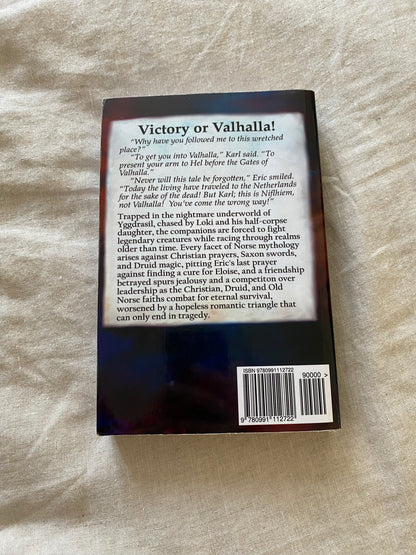 Victory or Valhalla!
"Why have you followed me to this wretched
place?"
"To get you into Valhalla," Karl said. "To
present your arm to Hel before the Gates of
Valhalla."
"Never will this tale be forgotten," Eric smiled.
"Today the living have traveled to the Netherlands
for the sake of the dead! But Karl; this is Niflhiem,
not Valhalla!  You've come the wrong way!"
Trapped in the nightmare underworld of
Yggdrasil, chased by Loki and his half-corpse
daughter, the companions are forced to fight
legendary creatures while racing through realms
older than time. Every facet of Norse mythology
arises against Christian prayers, Saxon swords,
and Druid magic, pitting Eric's last prayer
against finding a cure for Eloise, and a friendship
betrayed spurs jealousy and a competiton over
leadership as the Christian, Druid, and Old
Norse faiths combat for eternal survival,
worsened by a hopeless romantic triangle that
can only end in tragedy.
ISBN 9780991112722
90000 >
9 780991 112722